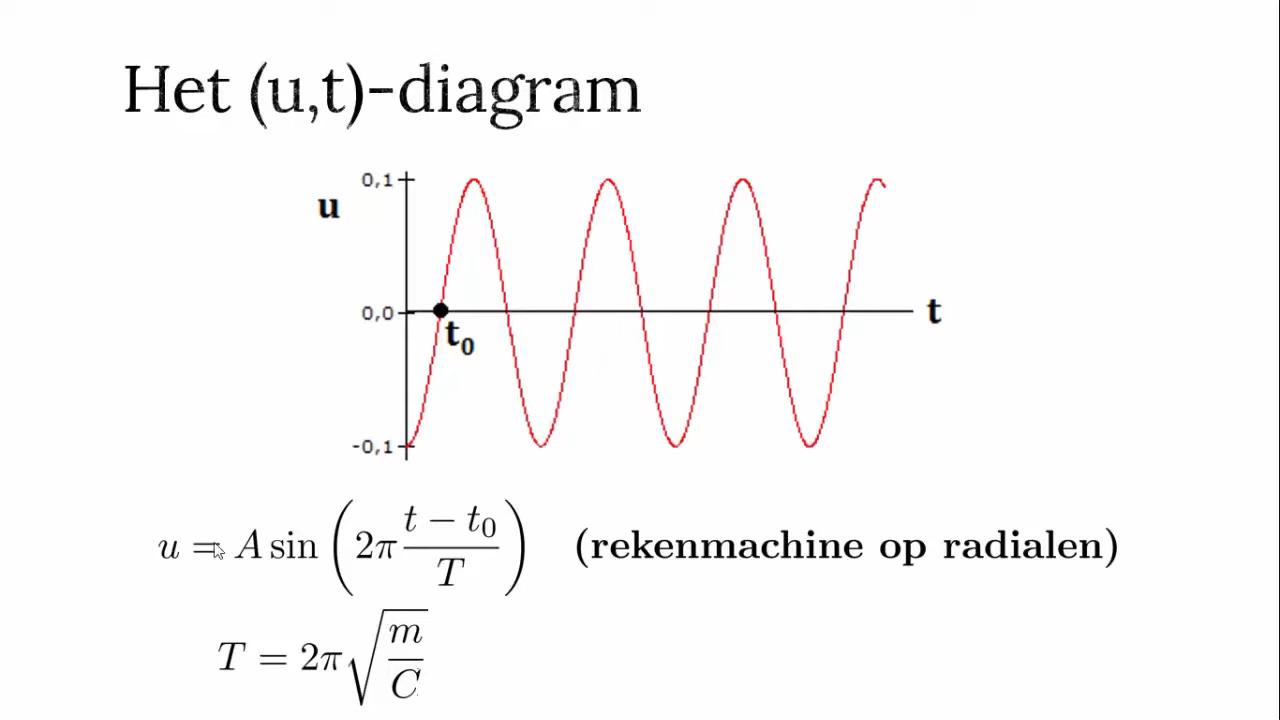 Het (u,t)-diagram
0,1
u
0,0
t
t₀
-0,1
u = A sin (2π (t − t₀)/T) (rekenmachine op radialen)
T = 2π√(m/C)